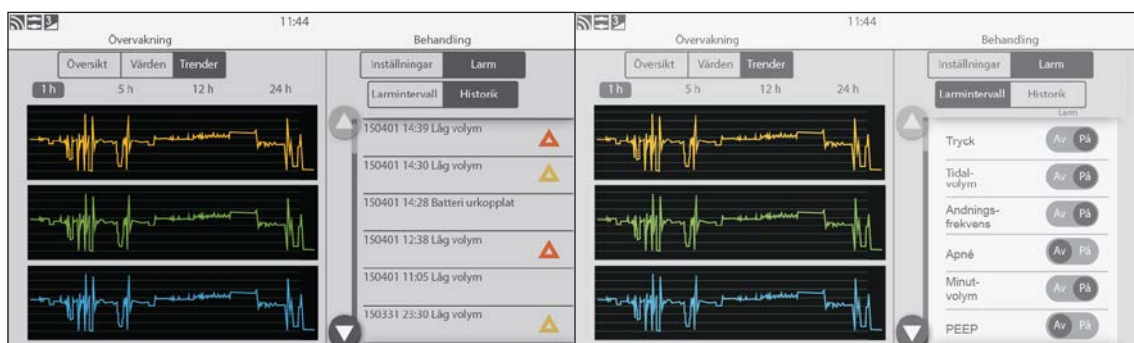 3
11:44
Övervakning
Behandling
Översikt Värden Trender
Inställningar Larm
1 h 5 h 12 h 24 h
Larmintervall Historik
150401 14:39 Låg volym
150401 14:30 Låg volym
150401 14:28 Batteri urkopplat
150401 12:38 Låg volym
150401 11:05 Låg volym
150331 23:30 Låg volym
3
11:44
Övervakning
Behandling
Översikt Värden Trender
Inställningar Larm
1 h 5 h 12 h 24 h
Larmintervall Historik
Larm
Tryck Av På
Tidal-
volym Av På
Andnings-
frekvens Av På
Apné Av På
Minut-
volym Av På
PEEP Av På